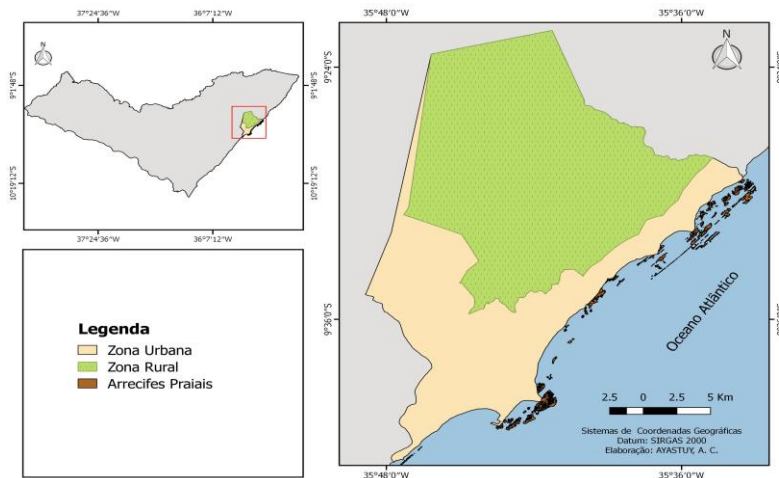 37°24'36"W 36°7'12"W
N
9°1'48"S 9°1'48"S
10°19'12"S 10°19'12"S
37°24'36"W 36°7'12"W
Legenda
Zona Urbana
Zona Rural
Arrecifes Praiais
35°48'0"W 35°36'0"W
N
9°24'0"S
9°36'0"S
Oceano Atlântico
2.5 0 2.5 5 Km
Sistemas de Coordenadas Geográficas
Datum: SIRGAS 2000
Elaboração: AYASTUY, A. C.
35°48'0"W 35°36'0"W